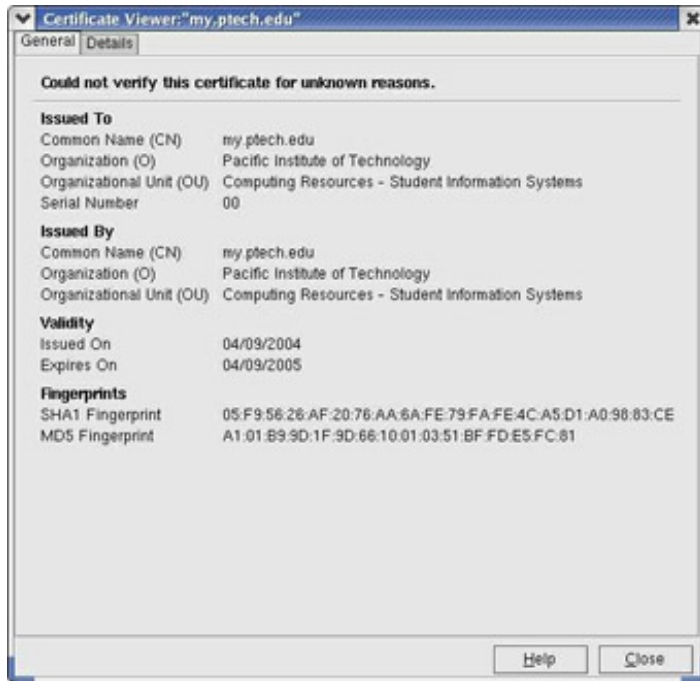 Certificate Viewer:"my.ptech.edu"
General Details
Could not verify this certificate for unknown reasons.
Issued To
Common Name (CN) my.ptech.edu
Organization (O) Pacific Institute of Technology
Organizational Unit (OU) Computing Resources - Student Information Systems
Serial Number 00
Issued By
Common Name (CN) my.ptech.edu
Organization (O) Pacific Institute of Technology
Organizational Unit (OU) Computing Resources - Student Information Systems
Validity
Issued On 04/09/2004
Expires On 04/09/2005
Fingerprints
SHA1 Fingerprint 05:F9:56:26:AF:20:76:AA:6A:FE:79:FA:FE:4C:A5:D1:A0:98:83:CE
MD5 Fingerprint A1:01:B9:9D:1F:9D:66:10:01:03:51:BF:FD:E5:FC:81
Help Close